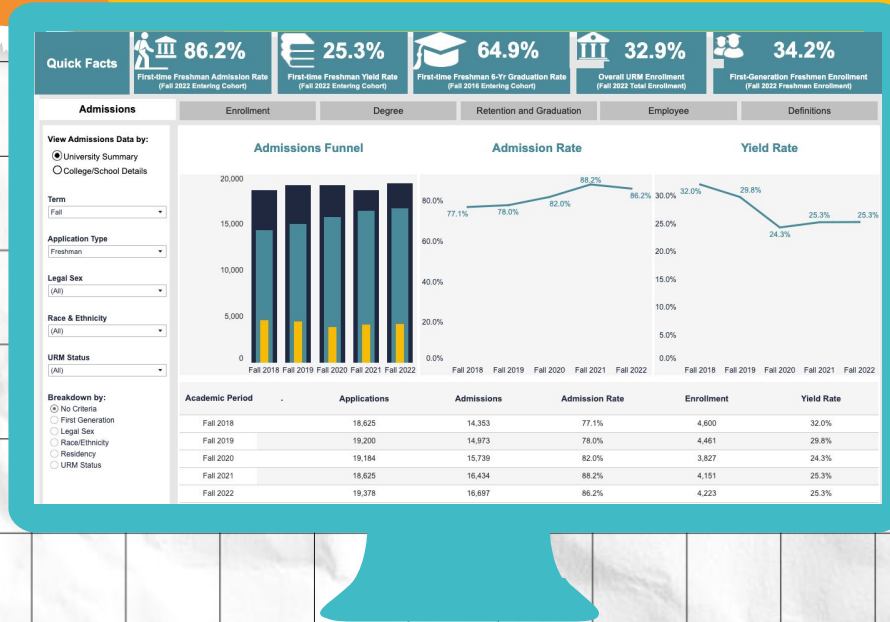 Quick Facts
86.2%
First-time Freshman Admission Rate
(Fall 2022 Entering Cohort)
25.3%
First-time Freshman Yield Rate
(Fall 2022 Entering Cohort)
64.9%
First-time Freshman 6-Yr Graduation Rate
(Fall 2016 Entering Cohort)
32.9%
Overall URM Enrollment
(Fall 2022 Total Enrollment)
34.2%
First-Generation Freshmen Enrollment
(Fall 2022 Freshmen Enrollment)
Admissions Enrollment Degree Retention and Graduation Employee Definitions
View Admissions Data by:
University Summary
College/School Details
Term
Fall
Application Type
Freshman
Legal Sex
(All)
Race & Ethnicity
(All)
URM Status
(All)
Breakdown by:
No Criteria
First Generation
Legal Sex
Race/Ethnicity
Residency
URM Status
Admissions Funnel
20,000
15,000
10,000
5,000
0
Fall 2018 Fall 2019 Fall 2020 Fall 2021 Fall 2022
Admission Rate
80.0%
60.0%
40.0%
20.0%
0.0%
77.1% 78.0% 82.0% 88.2% 86.2%
Fall 2018 Fall 2019 Fall 2020 Fall 2021 Fall 2022
Yield Rate
30.0%
25.0%
20.0%
15.0%
10.0%
5.0%
0.0%
32.0% 29.8% 24.3% 25.3% 25.3%
Fall 2018 Fall 2019 Fall 2020 Fall 2021 Fall 2022
Academic Period . Applications Admissions Admission Rate Enrollment Yield Rate
Fall 2018 18,625 14,353 77.1% 4,600 32.0%
Fall 2019 19,200 14,973 78.0% 4,461 29.8%
Fall 2020 19,184 15,739 82.0% 3,827 24.3%
Fall 2021 18,625 16,434 88.2% 4,151 25.3%
Fall 2022 19,378 16,697 86.2% 4,223 25.3%